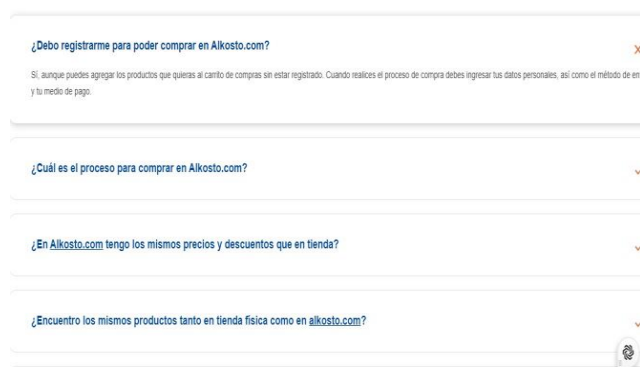 ¿Debo registrarme para poder comprar en Alkosto.com?
Sí, aunque puedes agregar los productos que quieras al carrito de compras sin estar registrado. Cuando realices el proceso de compra debes ingresar tus datos personales, así como el método de en
y tu medio de pago.
¿Cuál es el proceso para comprar en Alkosto.com?
¿En Alkosto.com tengo los mismos precios y descuentos que en tienda?
¿Encuentro los mismos productos tanto en tienda física como en alkosto.com?